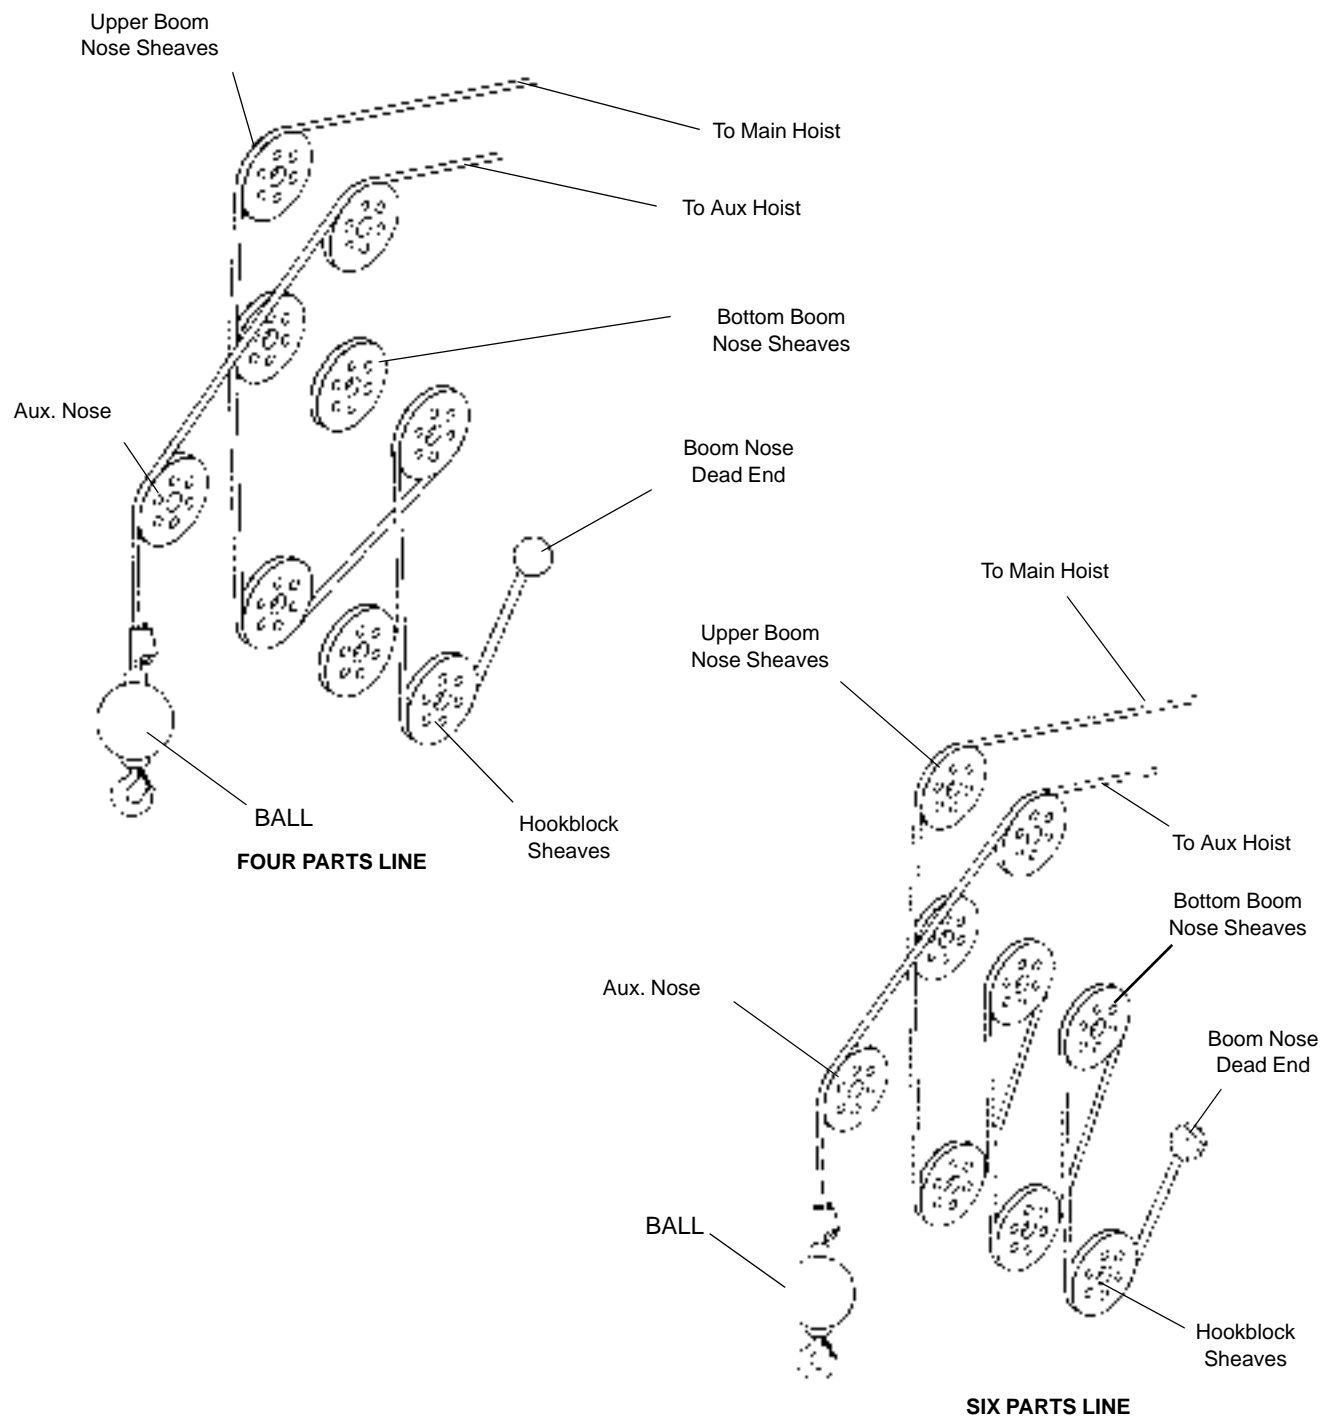 Upper Boom
Nose Sheaves
To Main Hoist
To Aux Hoist
Bottom Boom
Nose Sheaves
Aux. Nose
Boom Nose
Dead End
BALL
Hookblock
Sheaves
FOUR PARTS LINE
To Main Hoist
Upper Boom
Nose Sheaves
To Aux Hoist
Bottom Boom
Nose Sheaves
Aux. Nose
Boom Nose
Dead End
BALL
Hookblock
Sheaves
SIX PARTS LINE